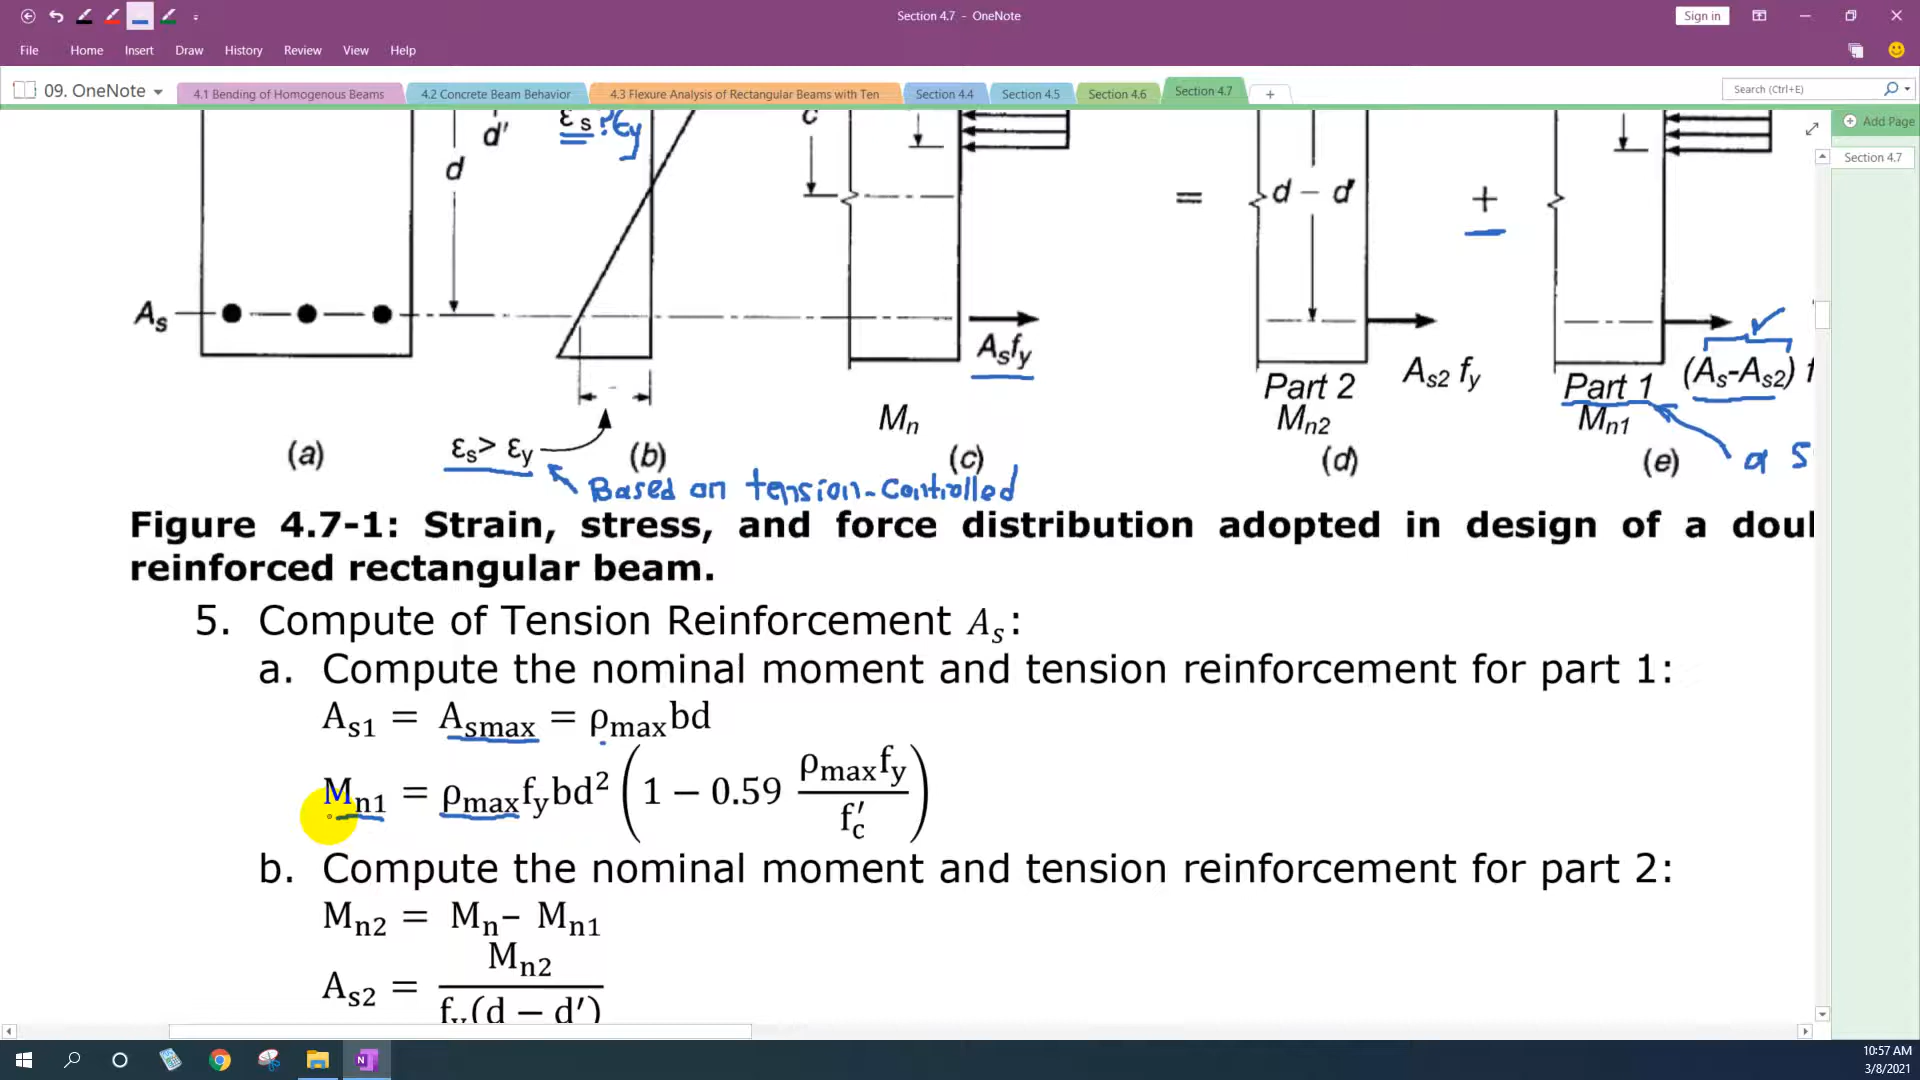 Section 4.7 - OneNote
Sign in
File Home Insert Draw History Review View Help
09. OneNote
4.1 Bending of Homogenous Beams
4.2 Concrete Beam Behavior
4.3 Flexure Analysis of Rectangular Beams with Ten
Section 4.4
Section 4.5
Section 4.6
Section 4.7
+
Search (Ctrl+E)
Add Page
Section 4.7
d'
d
εs ? εy
c
=
d - d'
+
As
Asfy
As2 fy
(As-As2) f
Part 2
Part 1
Mn
Mn2
Mn1
εs> εy
(a)
(b)
(c)
(d)
(e)
Based on tension-controlled
a s
Figure 4.7-1: Strain, stress, and force distribution adopted in design of a doul
reinforced rectangular beam.
5. Compute of Tension Reinforcement As:
a. Compute the nominal moment and tension reinforcement for part 1:
As1 = Asmax = ρmaxbd
Mn1 = ρmaxfybd² (1 − 0.59 ρmaxfy / f′c)
b. Compute the nominal moment and tension reinforcement for part 2:
Mn2 = Mn– Mn1
As2 = Mn2 / fy(d − d′)
10:57 AM
3/8/2021